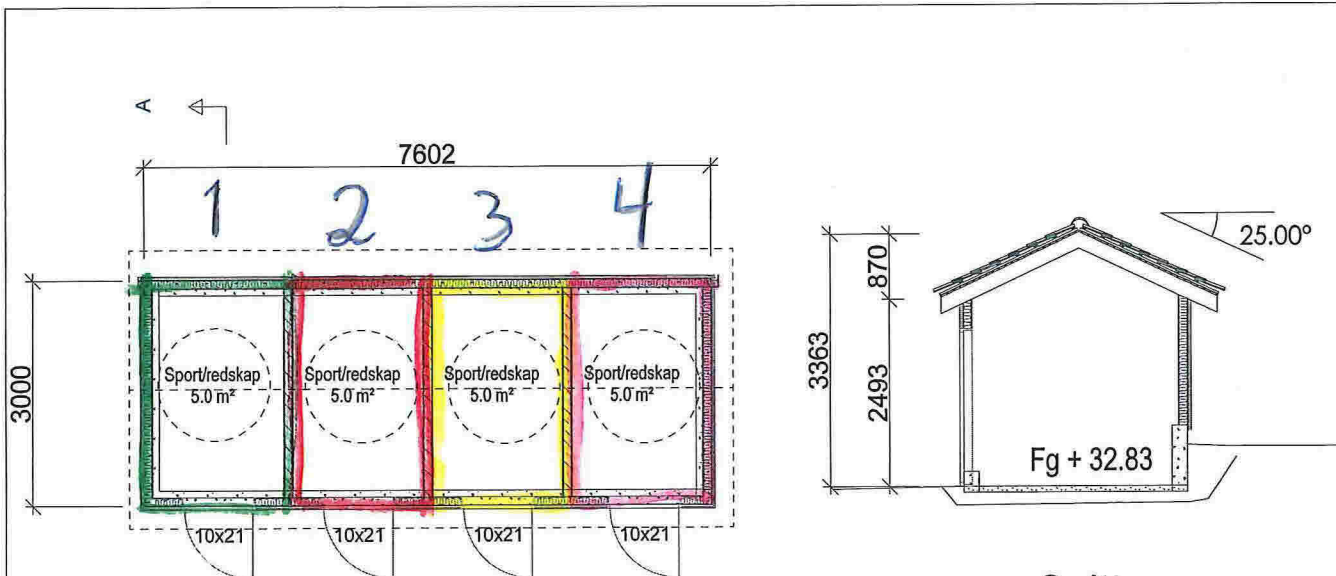 A
7602
1 2 3 4
3000
Sport/redskap Sport/redskap Sport/redskap Sport/redskap
5.0 m² 5.0 m² 5.0 m² 5.0 m²
10x21 10x21 10x21 10x21
25.00°
870
3363
2493
Fg + 32.83